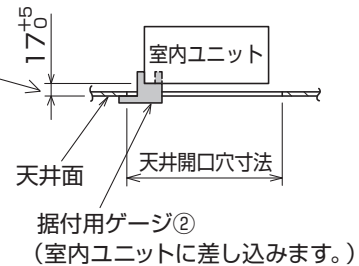 17+5 0
室内ユニット
天井面
天井開口穴寸法
据付用ゲージ②
（室内ユニットに差し込みます。）